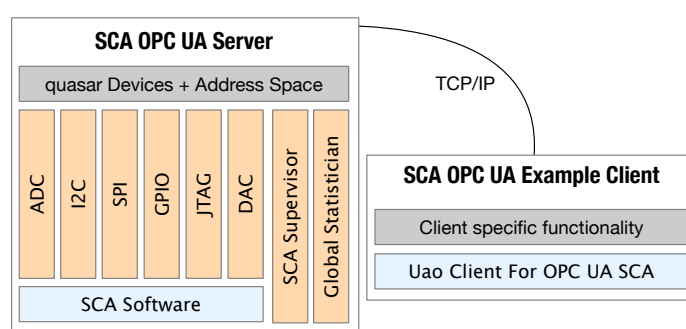 SCA OPC UA Server
quasar Devices + Address Space
ADC
I2C
SPI
GPIO
JTAG
DAC
SCA Supervisor
Global Statistician
SCA Software
TCP/IP
SCA OPC UA Example Client
Client specific functionality
Uao Client For OPC UA SCA